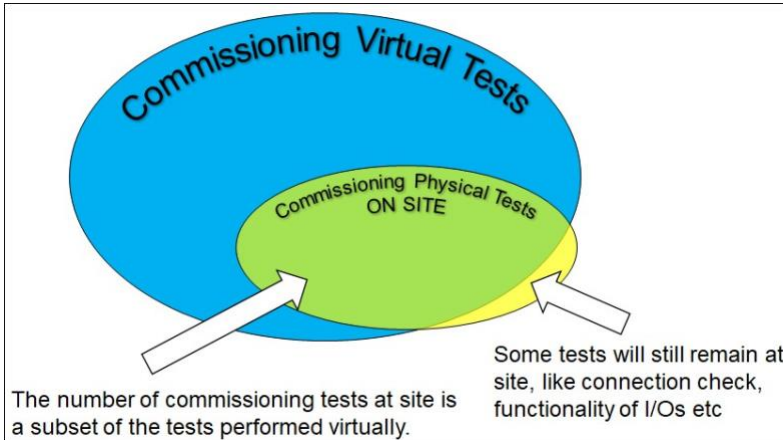 Commissioning Virtual Tests
Commissioning Physical Tests
ON SITE
The number of commissioning tests at site is
a subset of the tests performed virtually.
Some tests will still remain at
site, like connection check,
functionality of I/Os etc